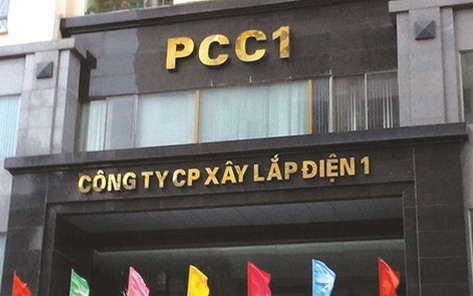 PCC1
CÔNG TY CP XÂY LẮP ĐIỆN 1